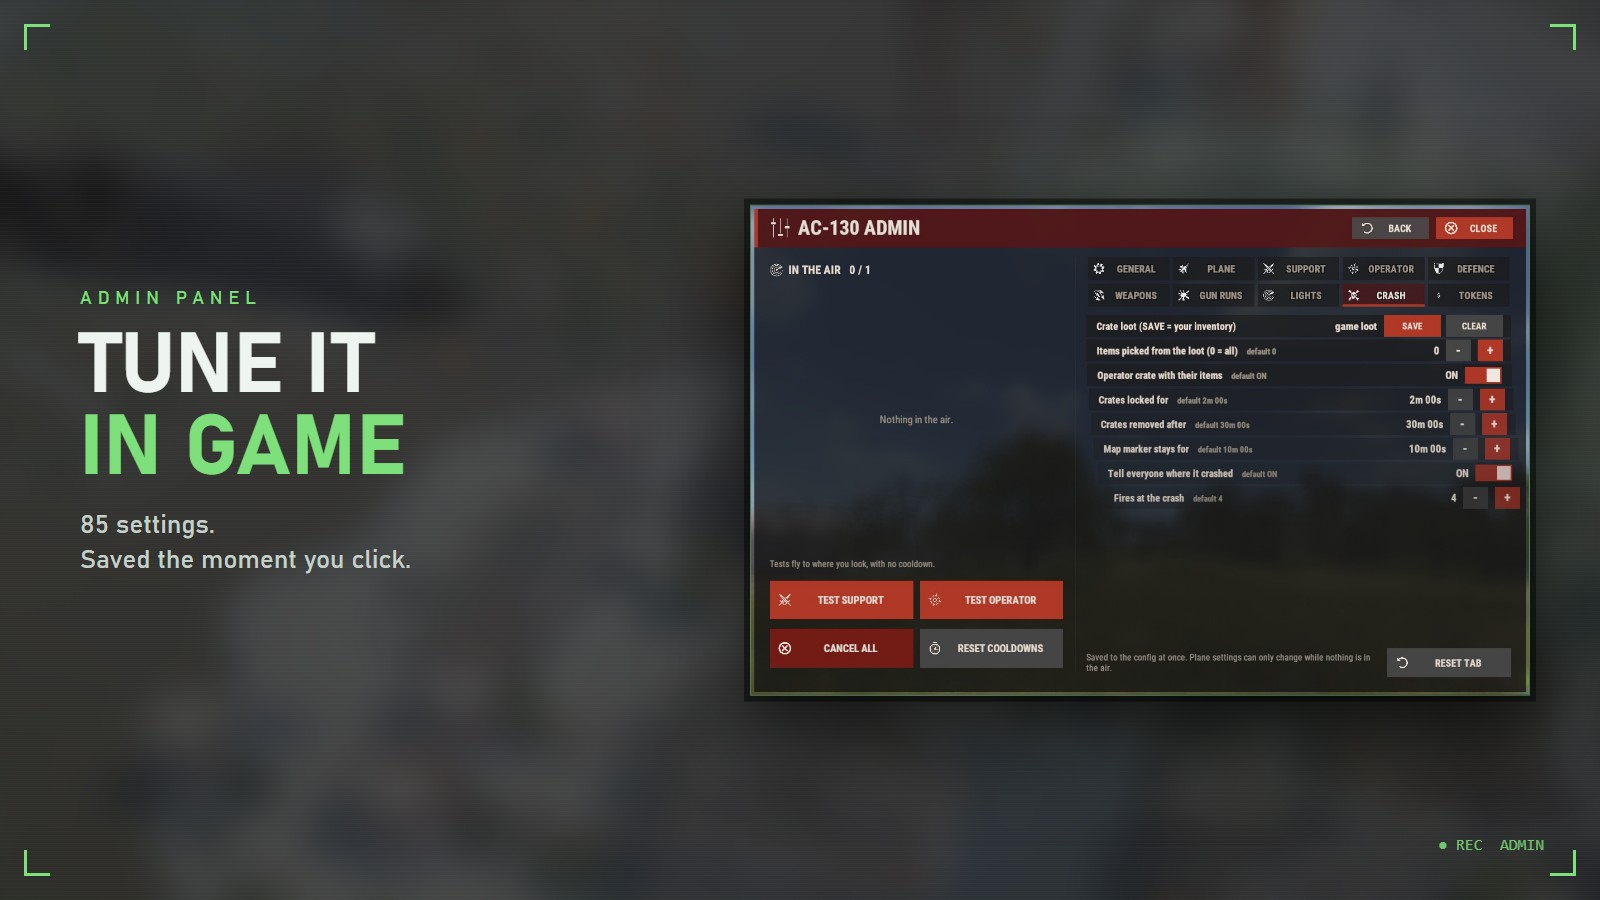 ADMIN PANEL
TUNE IT
IN GAME
85 settings.
Saved the moment you click.
AC-130 ADMIN
BACK
CLOSE
IN THE AIR 0 / 1
GENERAL PLANE SUPPORT OPERATOR DEFENCE
WEAPONS GUN RUNS LIGHTS CRASH TOKENS
Crate loot (SAVE = your inventory) game loot SAVE CLEAR
Items picked from the loot (0 = all) default 0 0 - +
Operator crate with their items default ON ON
Crates locked for default 2m 00s 2m 00s - +
Crates removed after default 30m 00s 30m 00s - +
Map marker stays for default 10m 00s 10m 00s - +
Tell everyone where it crashed default ON ON
Fires at the crash default 4 4 - +
Nothing in the air.
Tests fly to where you look, with no cooldown.
TEST SUPPORT TEST OPERATOR
CANCEL ALL RESET COOLDOWNS
Saved to the config at once. Plane settings can only change while nothing is in
the air.
RESET TAB
● REC ADMIN